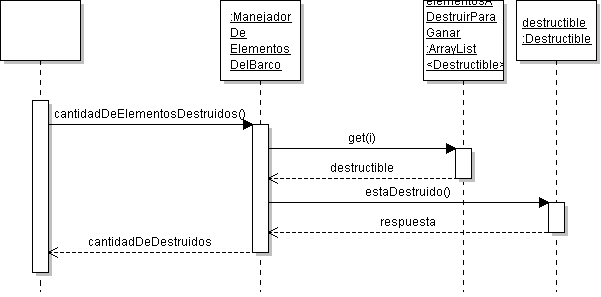 :Manejador
De
Elementos
DelBarco
elementosA
DestruirPara
Ganar
:ArrayList
<Destructible>
destructible
:Destructible
cantidadDeElementosDestruidos()
get(i)
destructible
estaDestruido()
respuesta
cantidadDeDestruidos